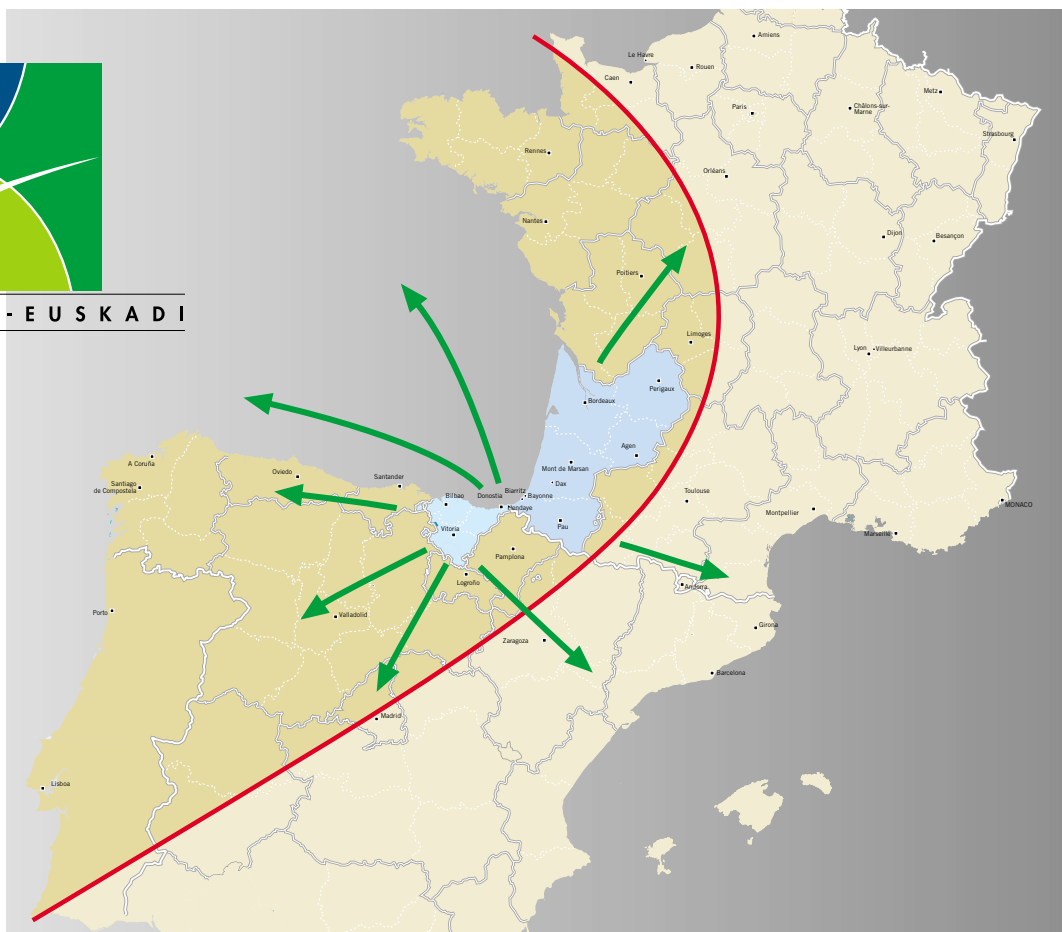 Amiens
Le Havre
Rouen
Caen
Metz
Paris
Châlons-sur-
Marne
Strasbourg
Rennes
Orléans
Nantes
Dijon
Besançon
Poitiers
- E U S K A D I
Limoges
Lyon
Villeurbanne
Perigaux
Bordeaux
Agen
A Coruña
Mont de Marsan
Oviedo
Santander
Santiago
de Compostela
Dax
Biarritz
Bilbao
Donostia
Bayonne
Toulouse
Hendaye
MONACO
Montpellier
Pau
Vitoria
Marseille
Pamplona
Logroño
Andorra
Porto
Valladolid
Girona
Zaragoza
Barcelona
Madrid
Lisboa